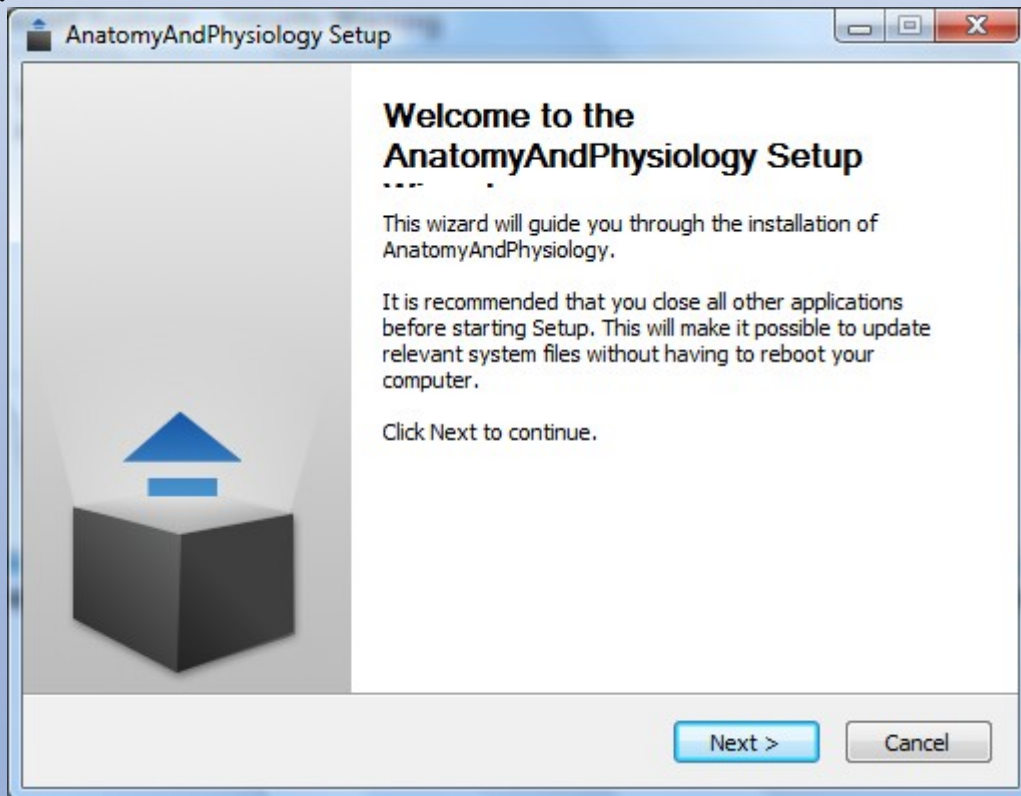 AnatomyAndPhysiology Setup
Welcome to the
AnatomyAndPhysiology Setup
This wizard will guide you through the installation of
AnatomyAndPhysiology.
It is recommended that you close all other applications
before starting Setup. This will make it possible to update
relevant system files without having to reboot your
computer.
Click Next to continue.
Next >
Cancel